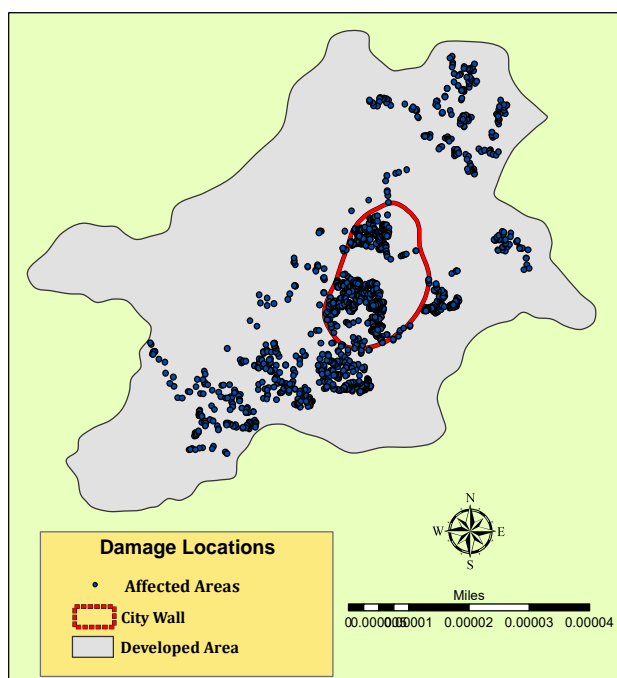 N
W E
S
Damage Locations
Affected Areas
City Wall
Developed Area
Miles
0 0.000005 0.00001 0.00002 0.00003 0.00004